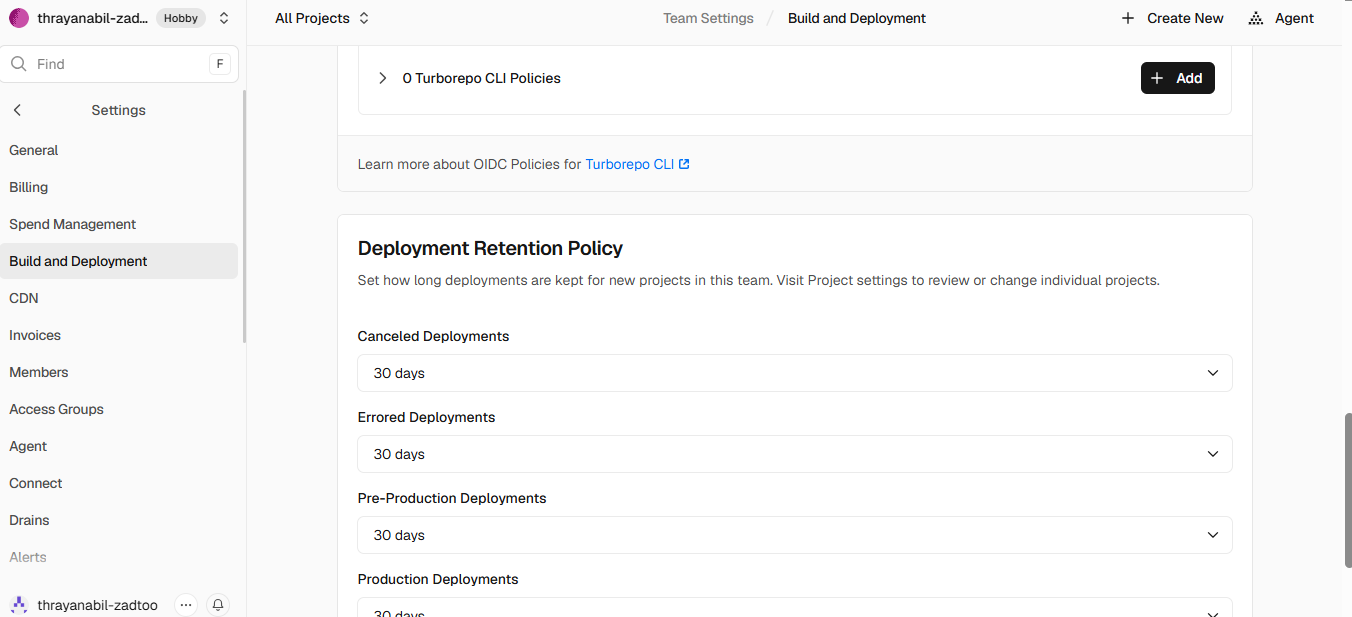 thrayanabil-zad... Hobby
All Projects
Team Settings / Build and Deployment
+ Create New
Agent
Find F
Settings
General
Billing
Spend Management
Build and Deployment
CDN
Invoices
Members
Access Groups
Agent
Connect
Drains
Alerts
thrayanabil-zadtoo
0 Turborepo CLI Policies
+ Add
Learn more about OIDC Policies for Turborepo CLI
Deployment Retention Policy
Set how long deployments are kept for new projects in this team. Visit Project settings to review or change individual projects.
Canceled Deployments
30 days
Errored Deployments
30 days
Pre-Production Deployments
30 days
Production Deployments
30 days